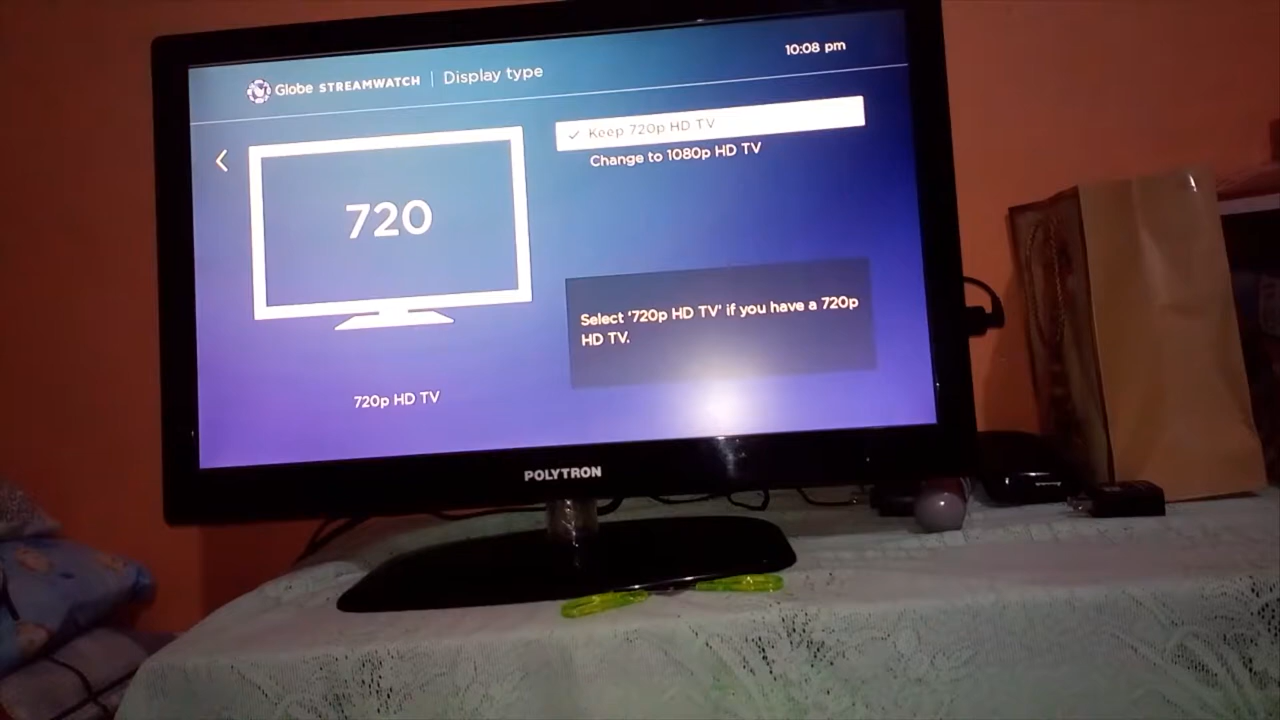 Globe STREAMWATCH | Display type
10:08 pm
720
720p HD TV
✓ Keep 720p HD TV
Change to 1080p HD TV
Select '720p HD TV' if you have a 720p
HD TV.
POLYTRON